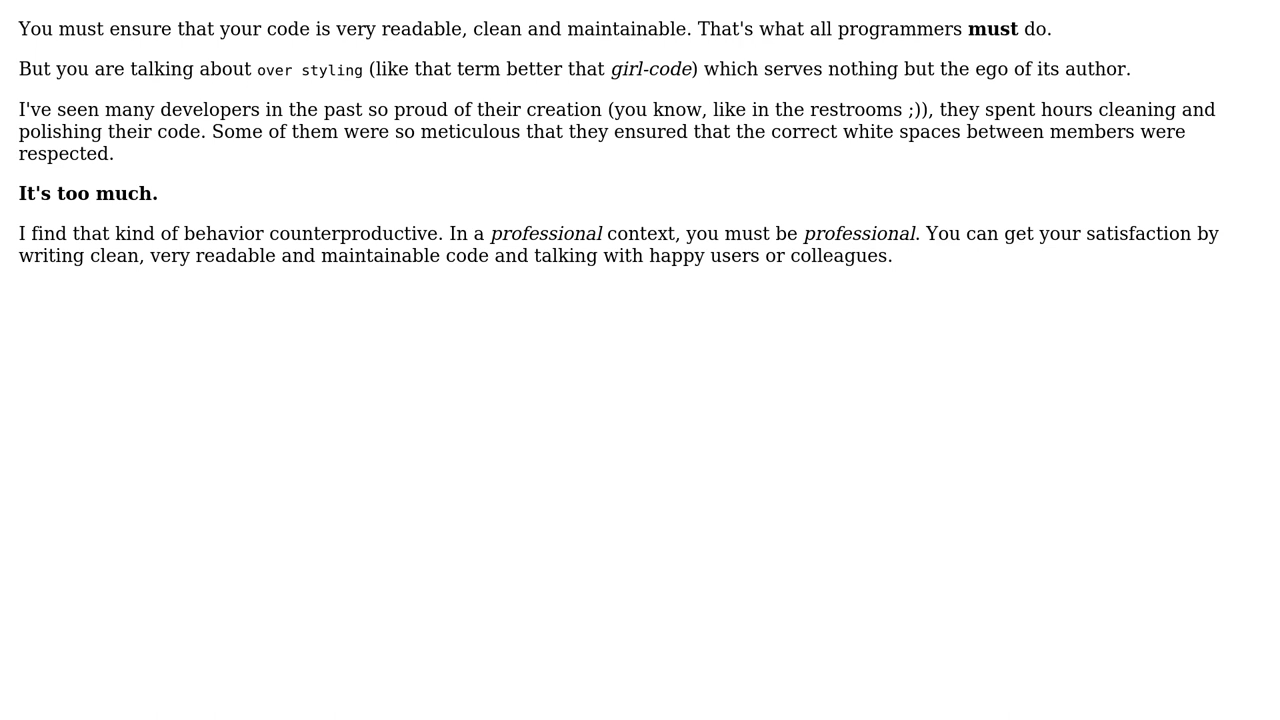 You must ensure that your code is very readable, clean and maintainable. That's what all programmers must do.
But you are talking about over styling (like that term better that girl-code) which serves nothing but the ego of its author.
I've seen many developers in the past so proud of their creation (you know, like in the restrooms ;)), they spent hours cleaning and
polishing their code. Some of them were so meticulous that they ensured that the correct white spaces between members were
respected.
It's too much.
I find that kind of behavior counterproductive. In a professional context, you must be professional. You can get your satisfaction by
writing clean, very readable and maintainable code and talking with happy users or colleagues.